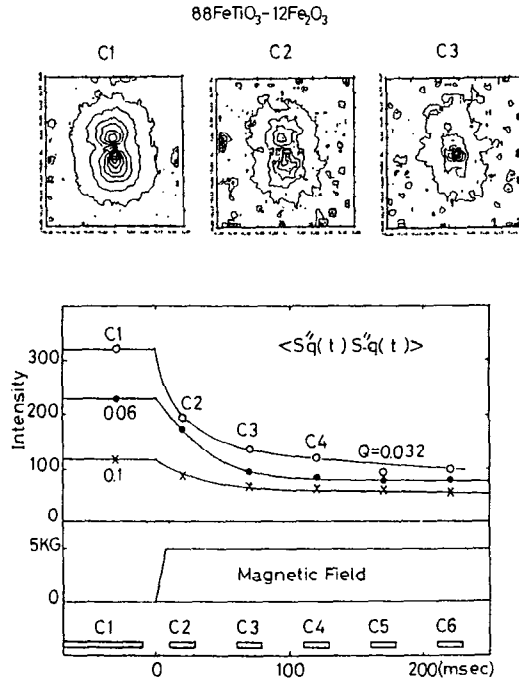 88FeTiO₃-12Fe₂O₃
C1 C2 C3
C1
<S''q(t) S''-q(t)>
300
C2
200
0.06
C3
C4
Q=0.032
100
0.1
0
Intensity
5KG
Magnetic Field
0
C1 C2 C3 C4 C5 C6
0 100 200(msec)